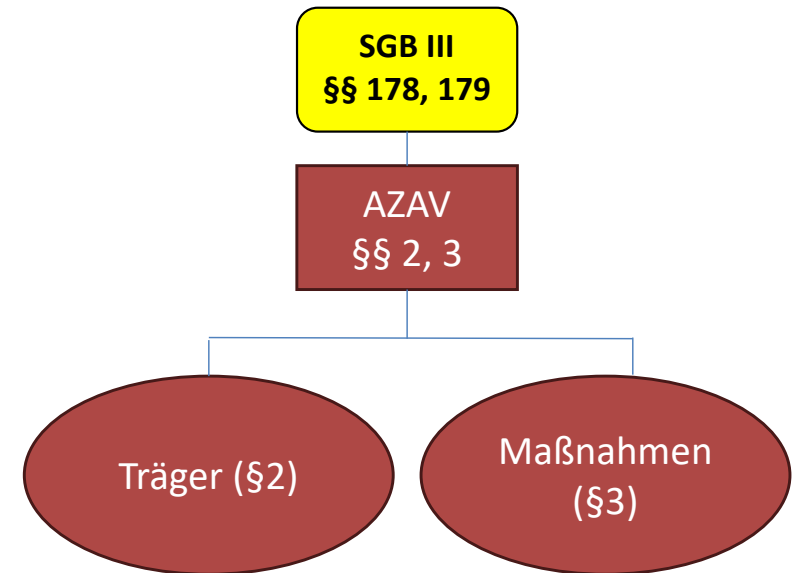 SGB III
§§ 178, 179
AZAV
§§ 2, 3
Träger (§2)
Maßnahmen
(§3)